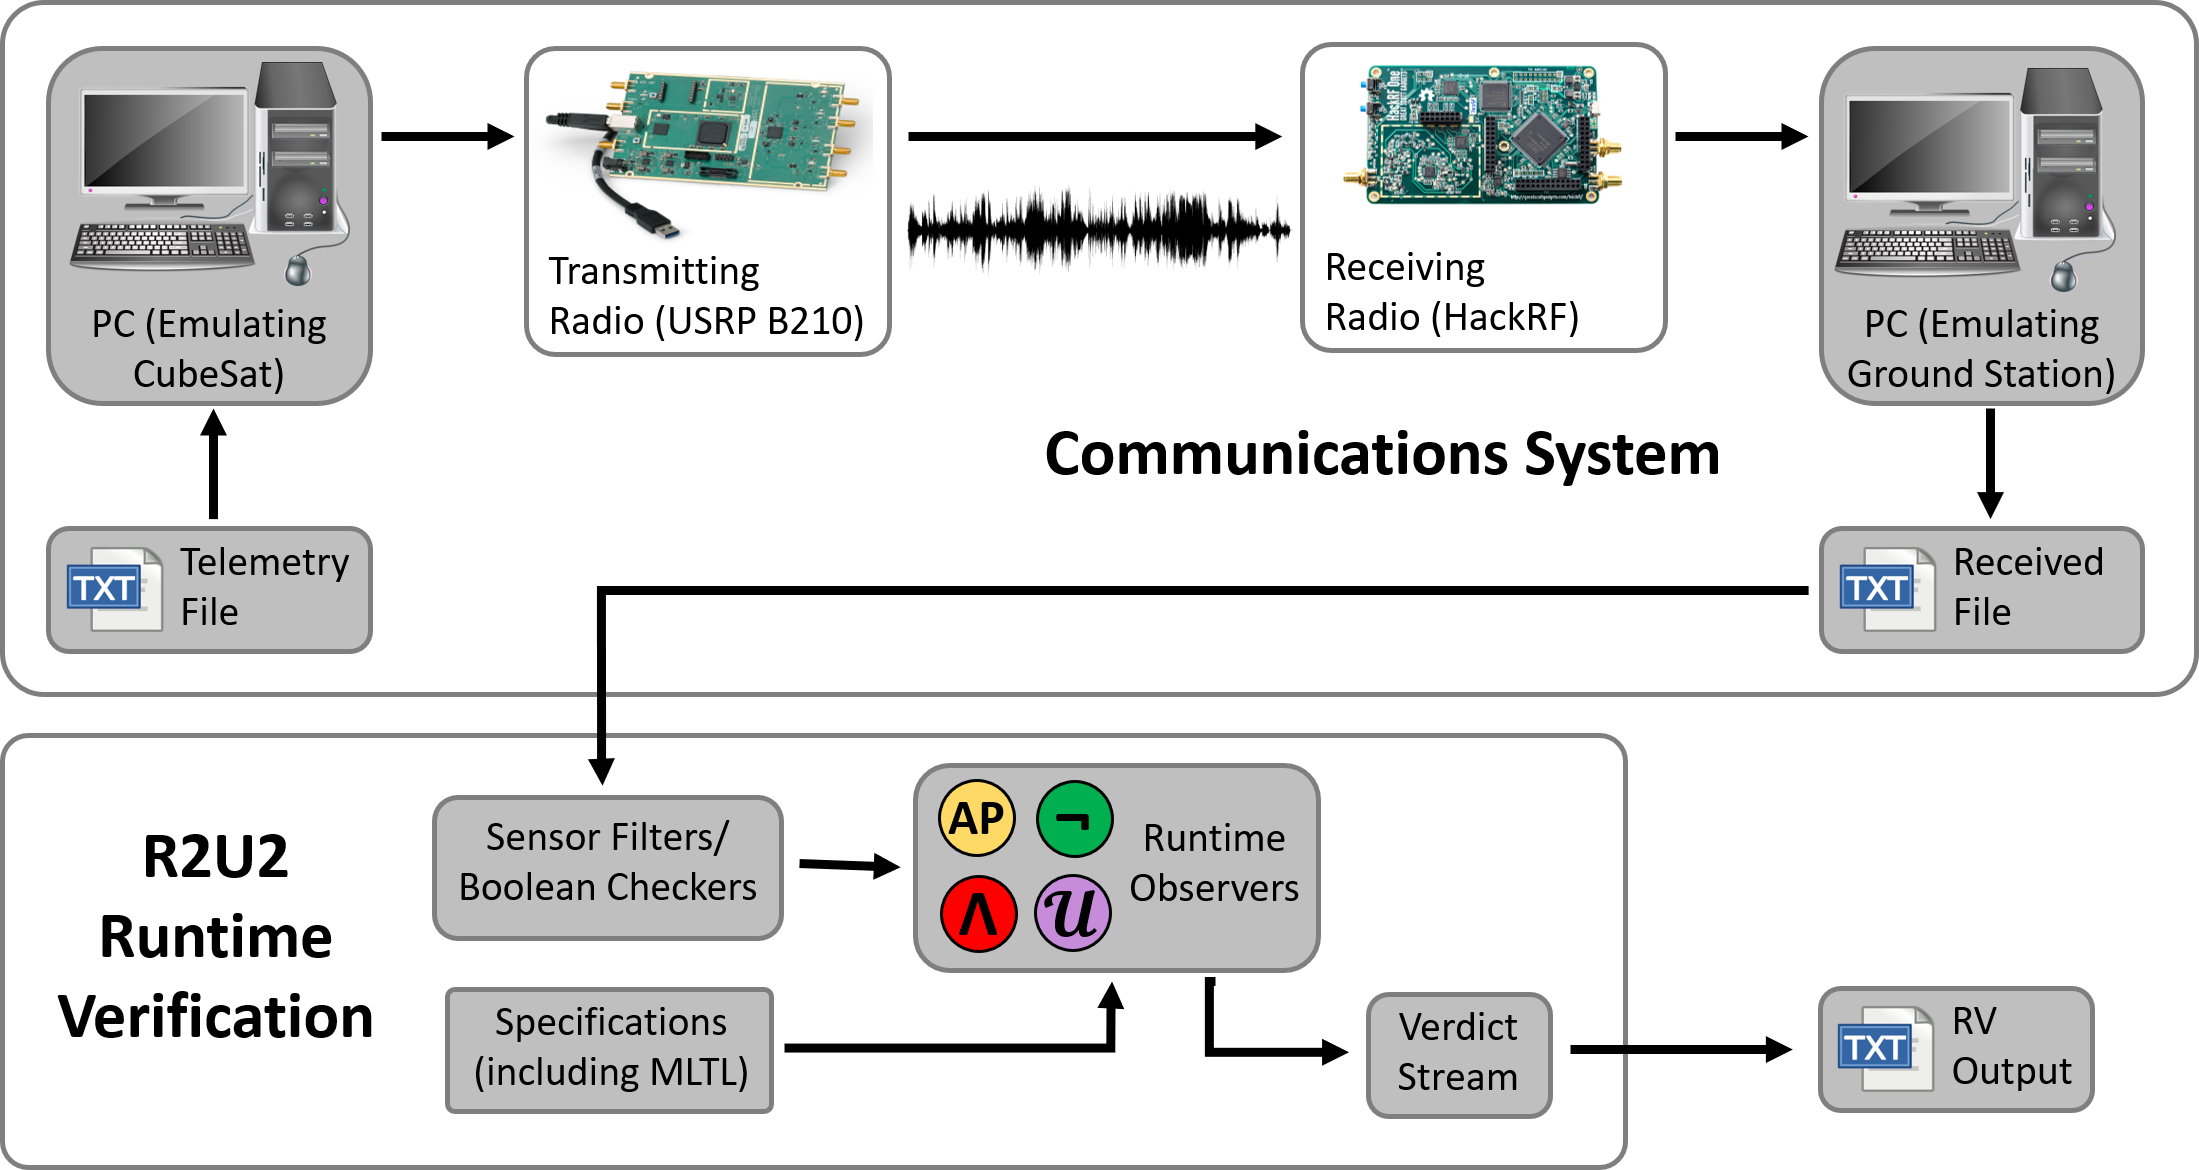 PC (Emulating
CubeSat)
Transmitting
Radio (USRP B210)
HackRF One
Receiving
Radio (HackRF)
PC (Emulating
Ground Station)
Communications System
TXT
Telemetry
File
TXT
Received
File
R2U2
Runtime
Verification
Sensor Filters/
Boolean Checkers
AP
¬
Λ
U
Runtime
Observers
Specifications
(including MLTL)
Verdict
Stream
TXT
RV
Output